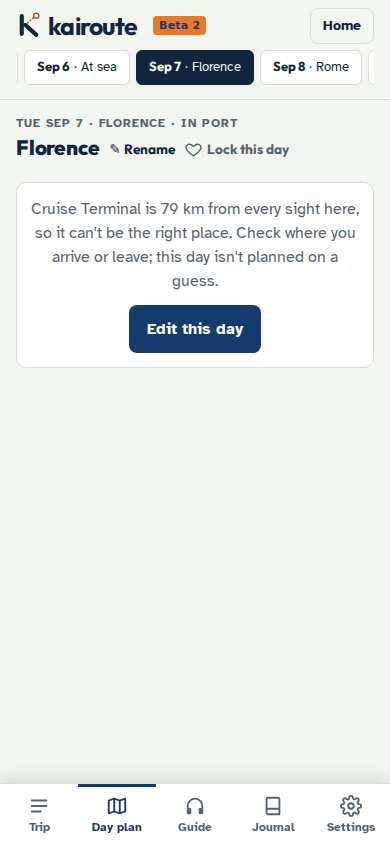 kairoute Beta 2 Home
Sep 6 · At sea Sep 7 · Florence Sep 8 · Rome
TUE SEP 7 · FLORENCE · IN PORT
Florence ✎ Rename Lock this day
Cruise Terminal is 79 km from every sight here,
so it can't be the right place. Check where you
arrive or leave; this day isn't planned on a
guess.
Edit this day
Trip Day plan Guide Journal Settings